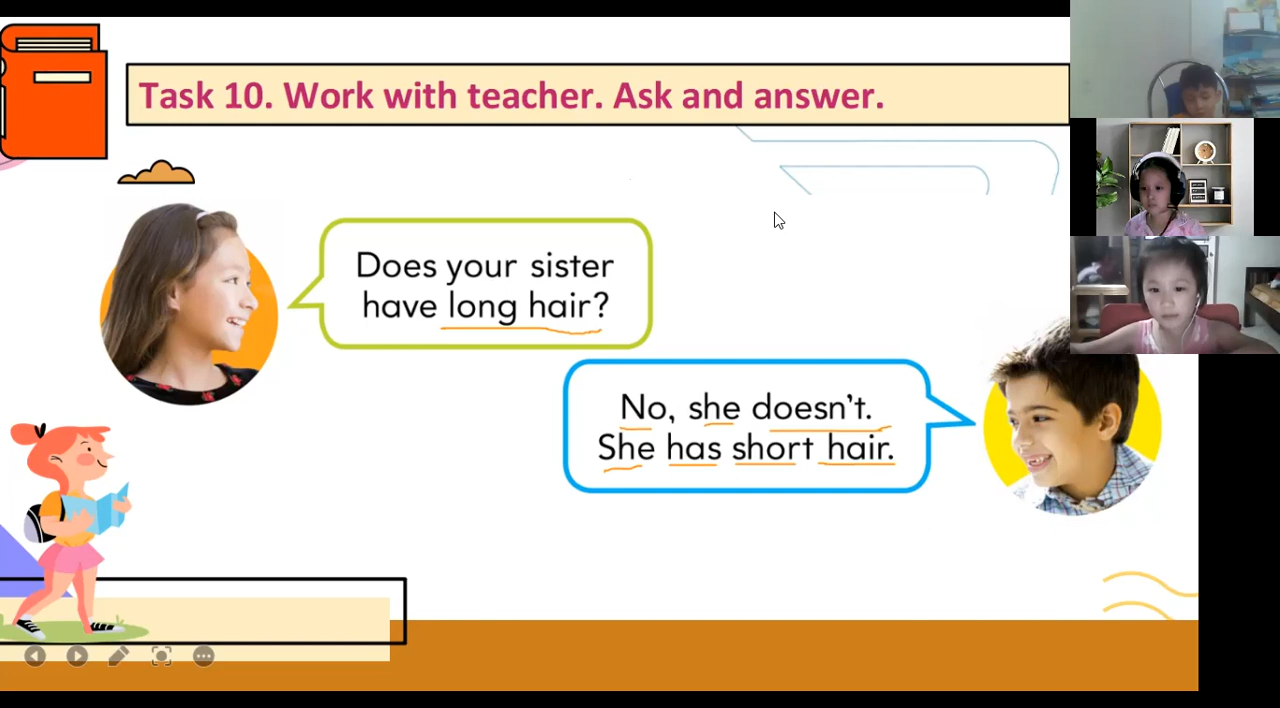 Task 10. Work with teacher. Ask and answer.
Does your sister
have long hair?
No, she doesn't.
She has short hair.